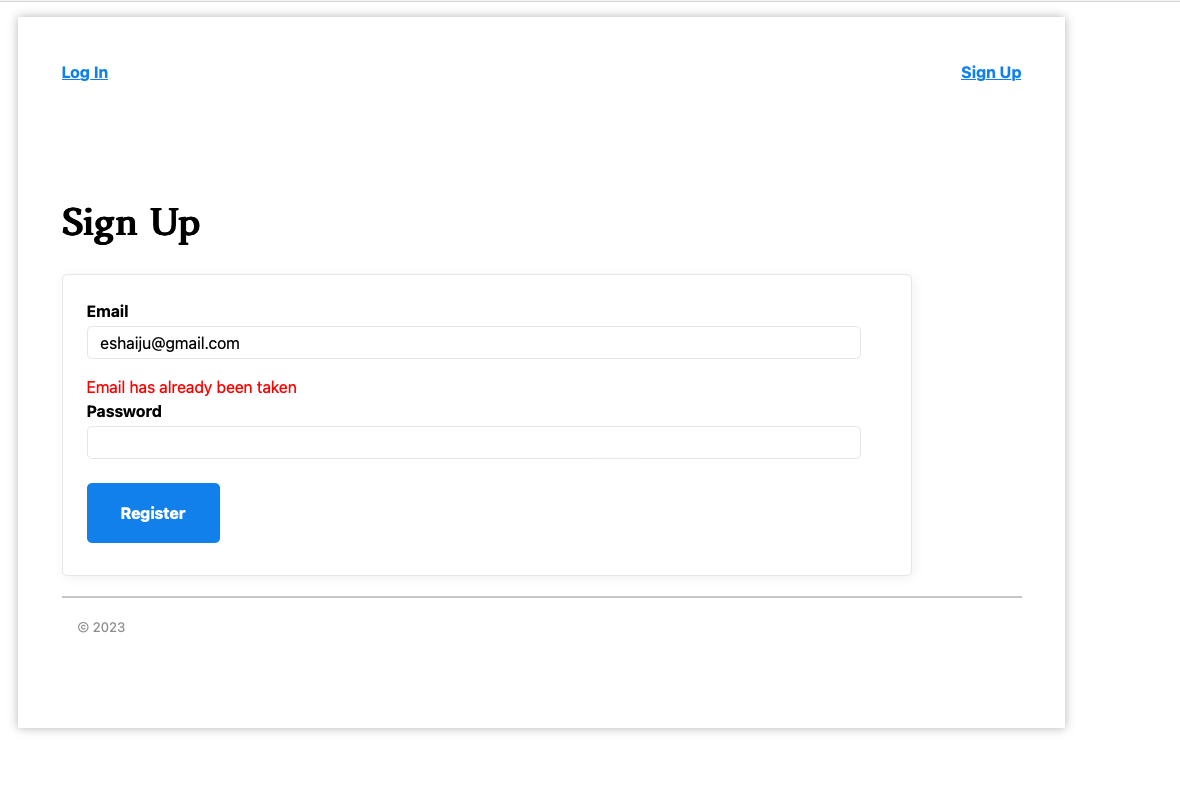 Log In
Sign Up
Sign Up
Email
eshaiju@gmail.com
Email has already been taken
Password
Register
© 2023